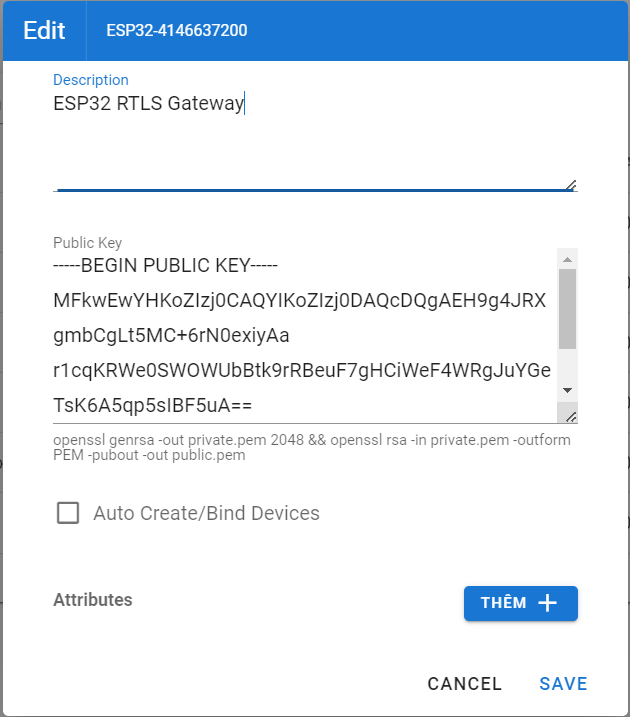 Edit
ESP32-4146637200
Description
ESP32 RTLS Gateway
Public Key
-----BEGIN PUBLIC KEY-----
MFkwEwYHKoZIzj0CAQYIKoZIzj0DAQcDQgAEH9g4JRX
gmbCgLt5MC+6rN0exiyAa
r1cqKRWe0SWOWUbBtk9rRBeuF7gHCiWeF4WRgJuYGe
TsK6A5qp5sIBF5uA==
openssl genrsa -out private.pem 2048 && openssl rsa -in private.pem -outform
PEM -pubout -out public.pem
Auto Create/Bind Devices
Attributes
THÊM
CANCEL
SAVE